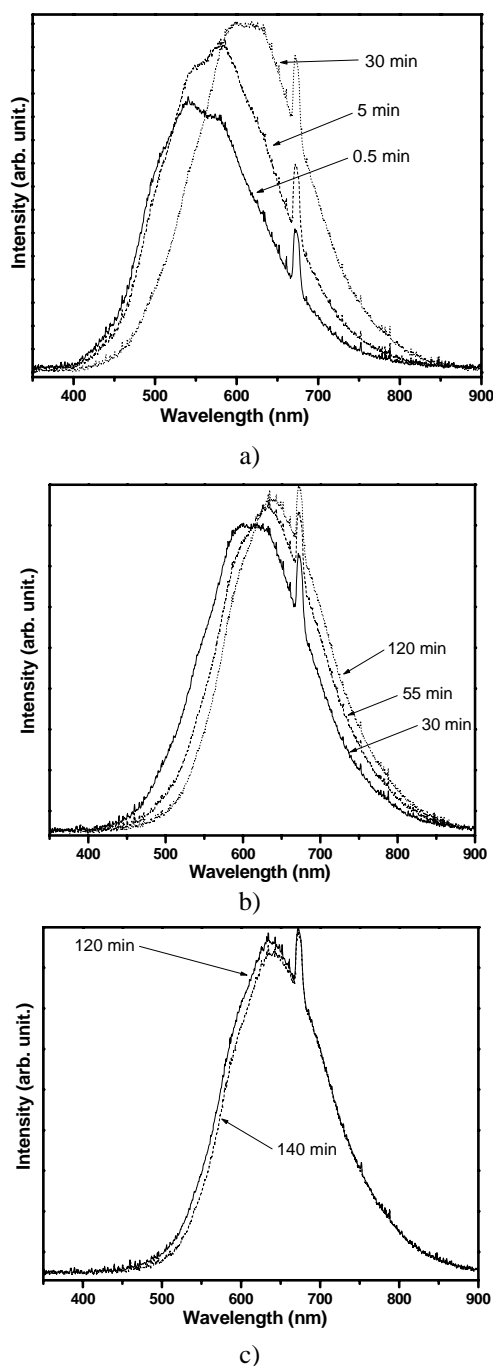 Intensity (arb. unit.)
30 min
5 min
0.5 min
400 500 600 700 800 900
Wavelength (nm)
a)
Intensity (arb. unit.)
120 min
55 min
30 min
400 500 600 700 800 900
Wavelength (nm)
b)
Intensity (arb. unit.)
120 min
140 min
400 500 600 700 800 900
Wavelength (nm)
c)